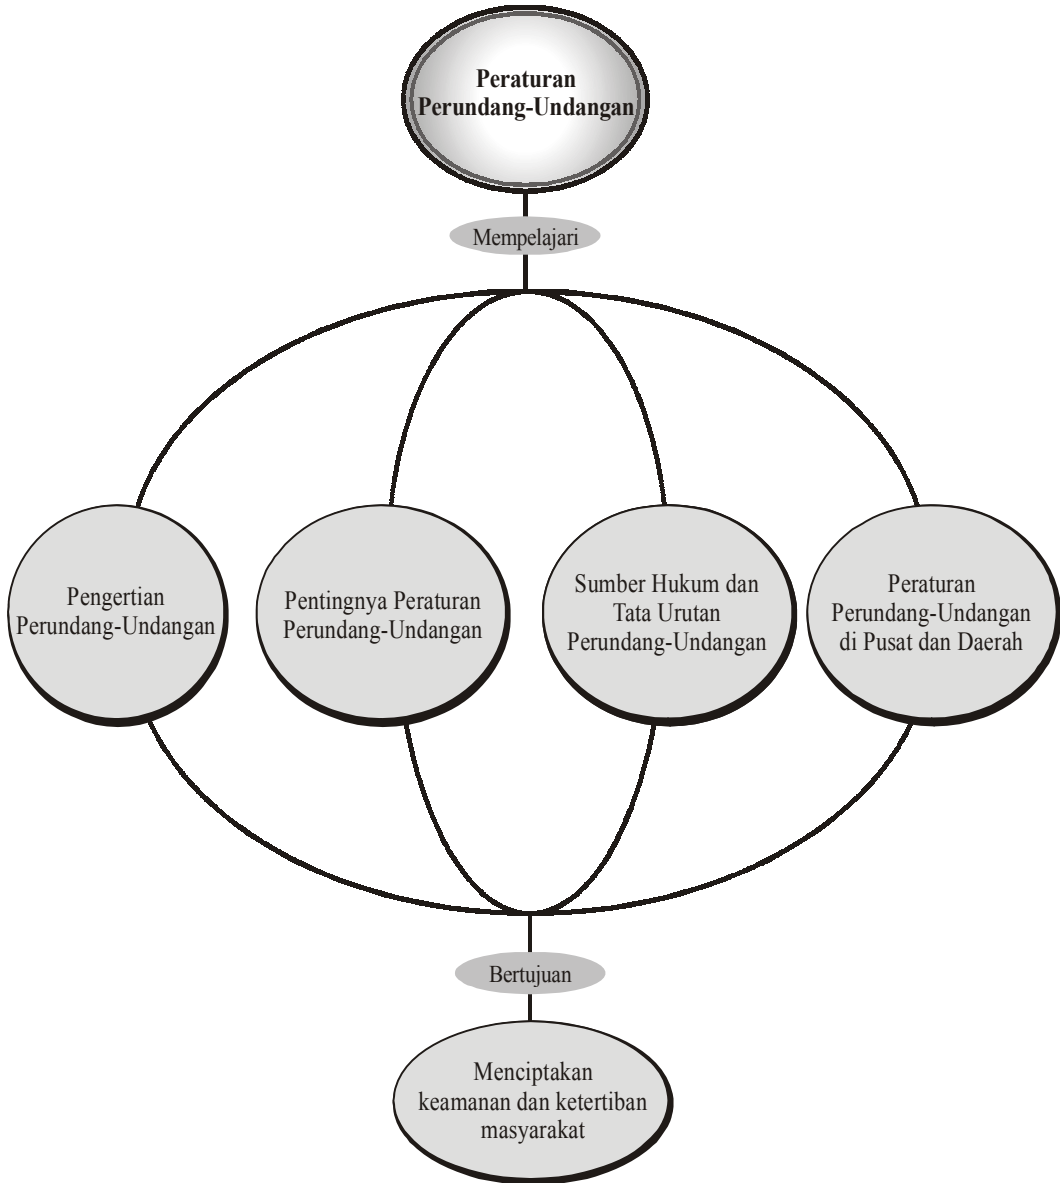 Peraturan
Perundang-Undangan
Mempelajari
Pengertian
Perundang-Undangan
Pentingnya Peraturan
Perundang-Undangan
Sumber Hukum dan
Tata Urutan
Perundang-Undangan
Peraturan
Perundang-Undangan
di Pusat dan Daerah
Bertujuan
Menciptakan
keamanan dan ketertiban
masyarakat